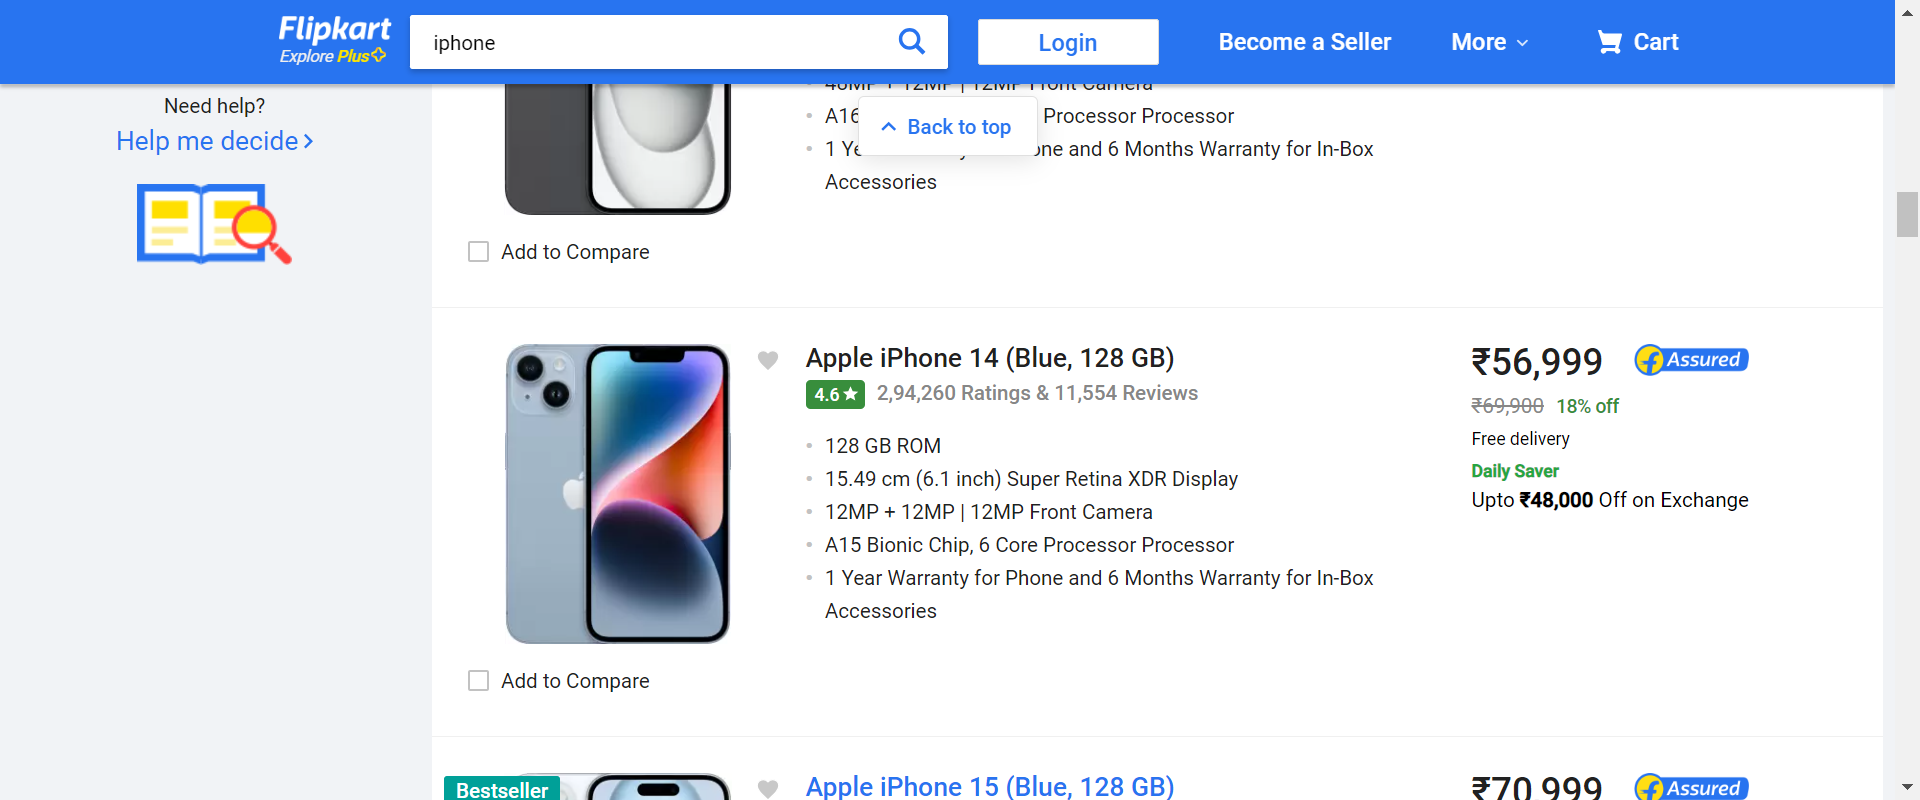 Flipkart
Explore Plus
iphone
Login
Become a Seller
More
Cart
Need help?
Help me decide
48MP + 12MP | 12MP Front Camera
A16 Processor Processor
Back to top
1 Ye one and 6 Months Warranty for In-Box
Accessories
Add to Compare
Apple iPhone 14 (Blue, 128 GB)
4.6
2,94,260 Ratings & 11,554 Reviews
128 GB ROM
15.49 cm (6.1 inch) Super Retina XDR Display
12MP + 12MP | 12MP Front Camera
A15 Bionic Chip, 6 Core Processor Processor
1 Year Warranty for Phone and 6 Months Warranty for In-Box
Accessories
₹56,999
Assured
₹69,900 18% off
Free delivery
Daily Saver
Upto ₹48,000 Off on Exchange
Add to Compare
Bestseller
Apple iPhone 15 (Blue, 128 GB)
₹70,999
Assured